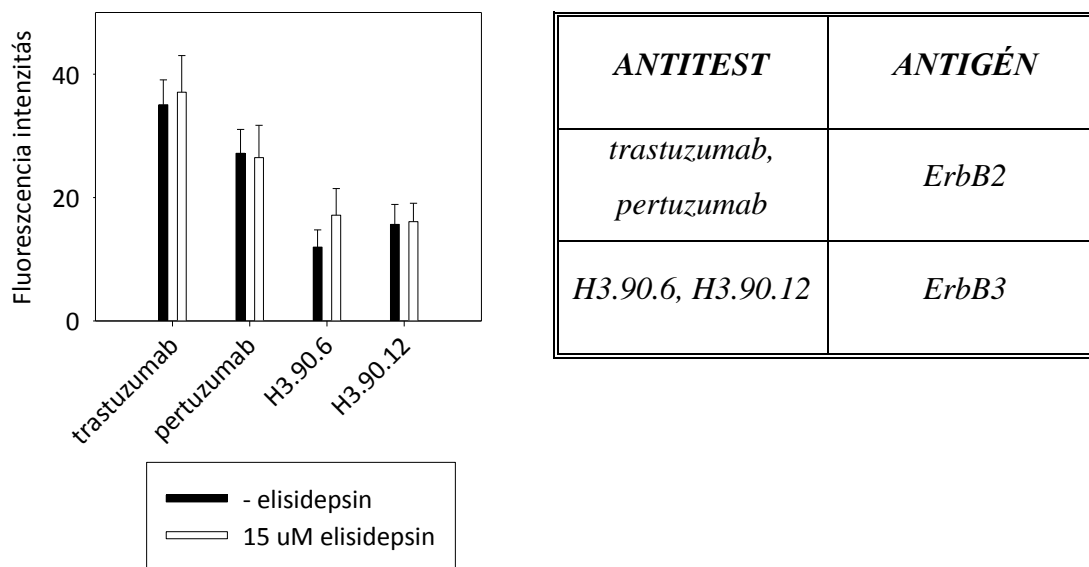 Fluoreszcencia intenzitás
40
20
0
trastuzumab
pertuzumab
H3.90.6
H3.90.12
- elisidepsin
15 uM elisidepsin
ANTITEST ANTIGÉN
trastuzumab,
pertuzumab
ErbB2
H3.90.6, H3.90.12 ErbB3